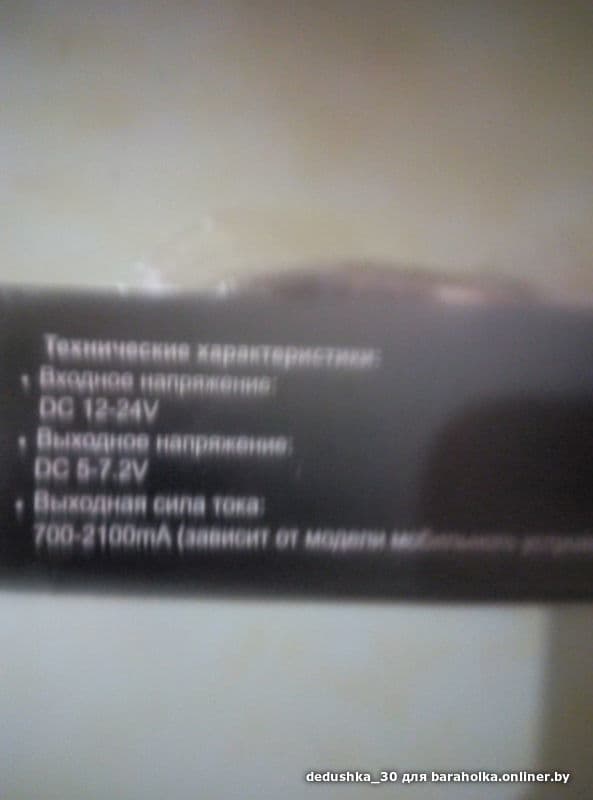 Технические характеристики:
• Входное напряжение:
DC 12-24V
• Выходное напряжение:
DC 5-7.2V
• Выходная сила тока:
700-2100mA (зависит от модели мобильного
dedushka_30 для baraholka.onliner.by